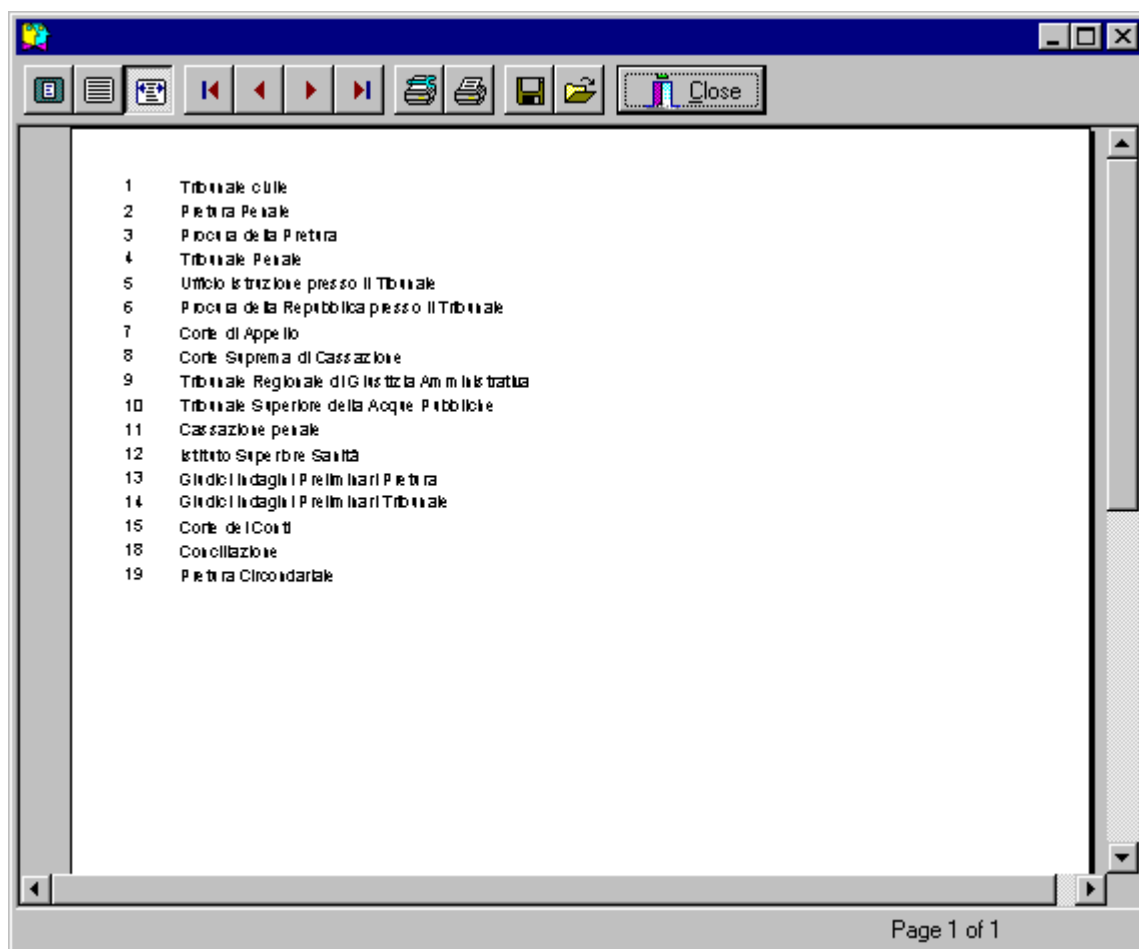 Close
1 Tribunale civile
2 Pretura Penale
3 Procura della Pretura
4 Tribunale Penale
5 Ufficio Istruzione presso il Tibunale
6 Procura della Repubblica presso il Tribunale
7 Corte di Appello
8 Corte Suprema di Cassazione
9 Tribunale Regionale di Giustizia Amministrativa
10 Tribunale Superiore della Acque Pubbliche
11 Cassazione penale
12 Istituto Superiore Sanità
13 Giudici Indagini Preliminari Pretura
14 Giudici Indagini Preliminari Tribunale
15 Corte dei Conti
18 Conciliazione
19 Pretura Circondariale
Page 1 of 1